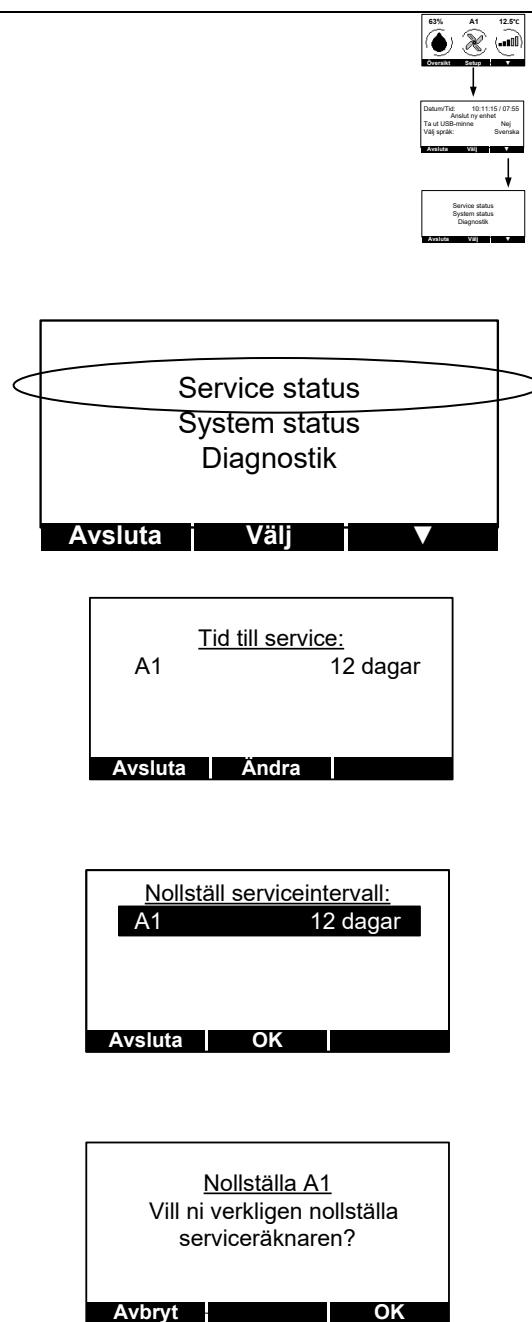 63% A1 12.5°C
Översikt Setup ▼
Datum/Tid: 10:11:15 / 07:55
Anslut ny enhet
Ta ut USB-minne Nej
Välj språk: Svenska
Avsluta Välj ▼
Service status
System status
Diagnostik
Avsluta Välj ▼
Service status
System status
Diagnostik
Avsluta Välj ▼
Tid till service:
A1 12 dagar
Avsluta Ändra
Nollställ serviceintervall:
A1 12 dagar
Avsluta OK
Nollställa A1
Vill ni verkligen nollställa
serviceräknaren?
Avbryt OK